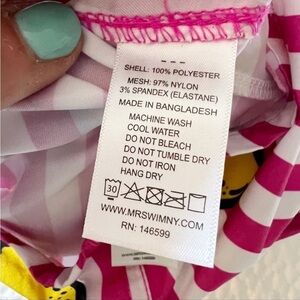 SHELL: 100% POLYESTER
MESH: 97% NYLON
3% SPANDEX (ELASTANE)
MADE IN BANGLADESH
MACHINE WASH
COOL WATER
DO NOT BLEACH
DO NOT TUMBLE DRY
DO NOT IRON
HANG DRY
30
WWW.MRSWIMNY.COM
RN: 146599